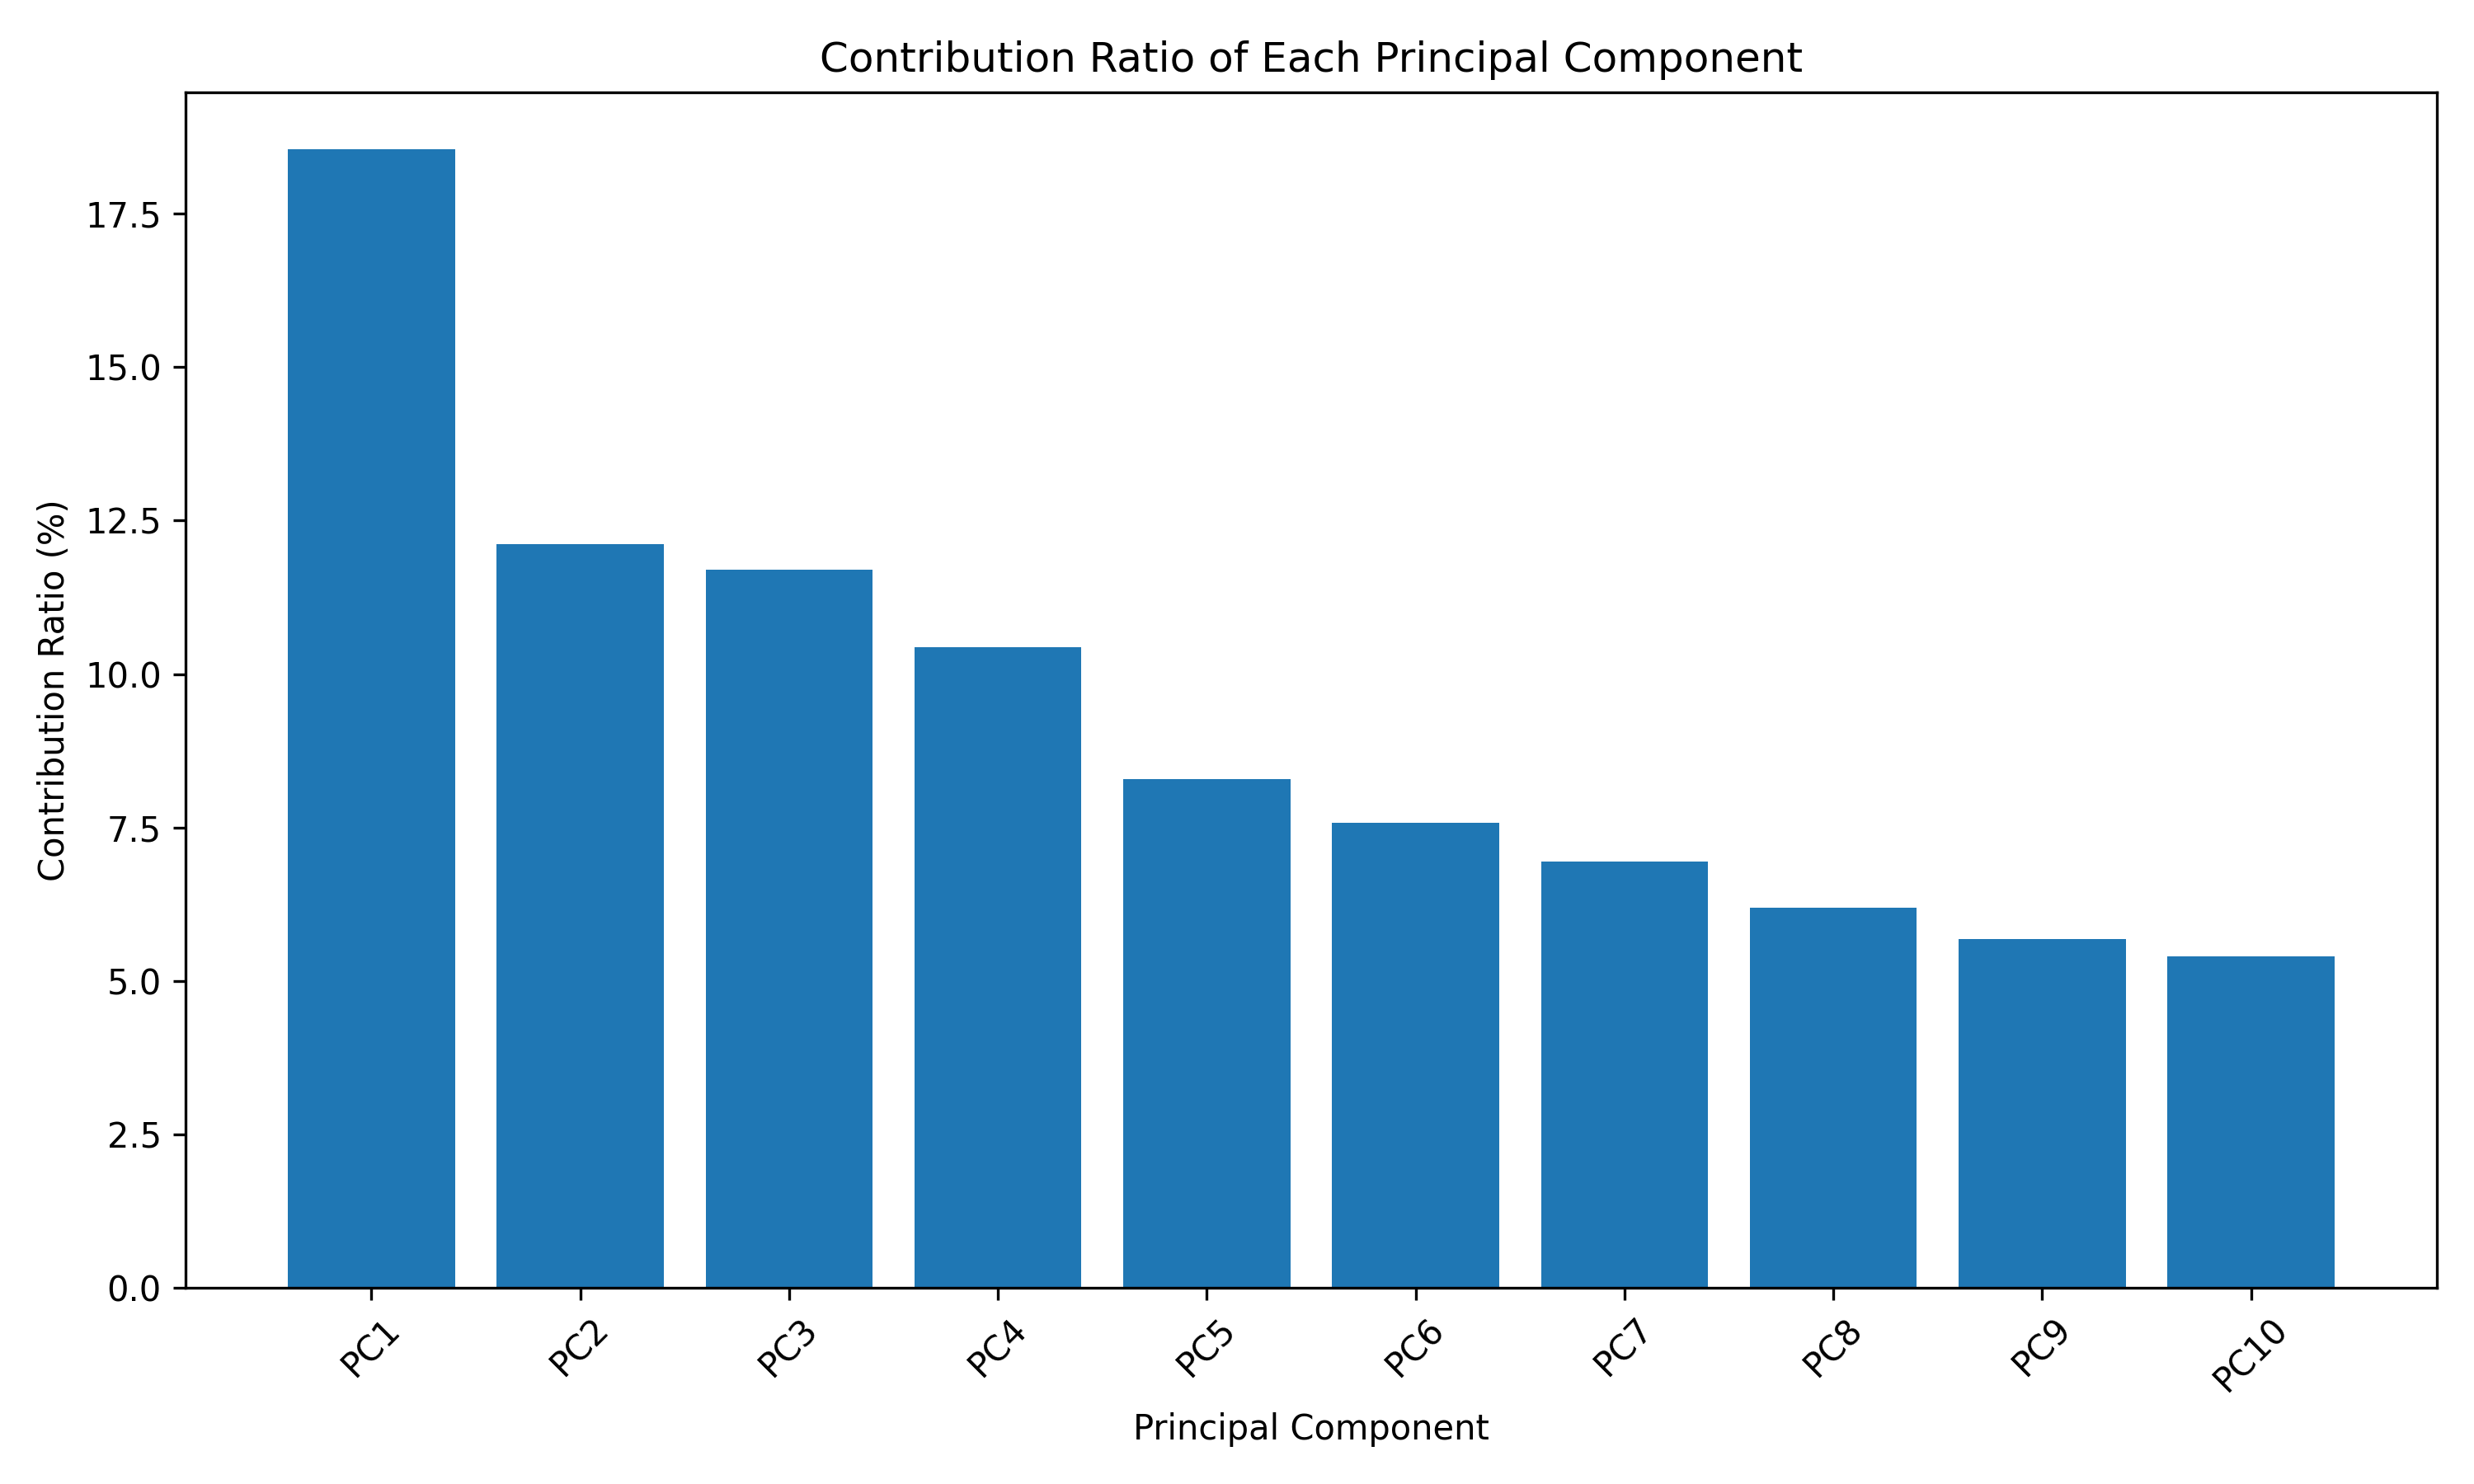 Contribution Ratio of Each Principal Component
Contribution Ratio (%)
17.5
15.0
12.5
10.0
7.5
5.0
2.5
0.0
PC1
PC2
PC3
PC4
PC5
PC6
PC7
PC8
PC9
PC10
Principal Component